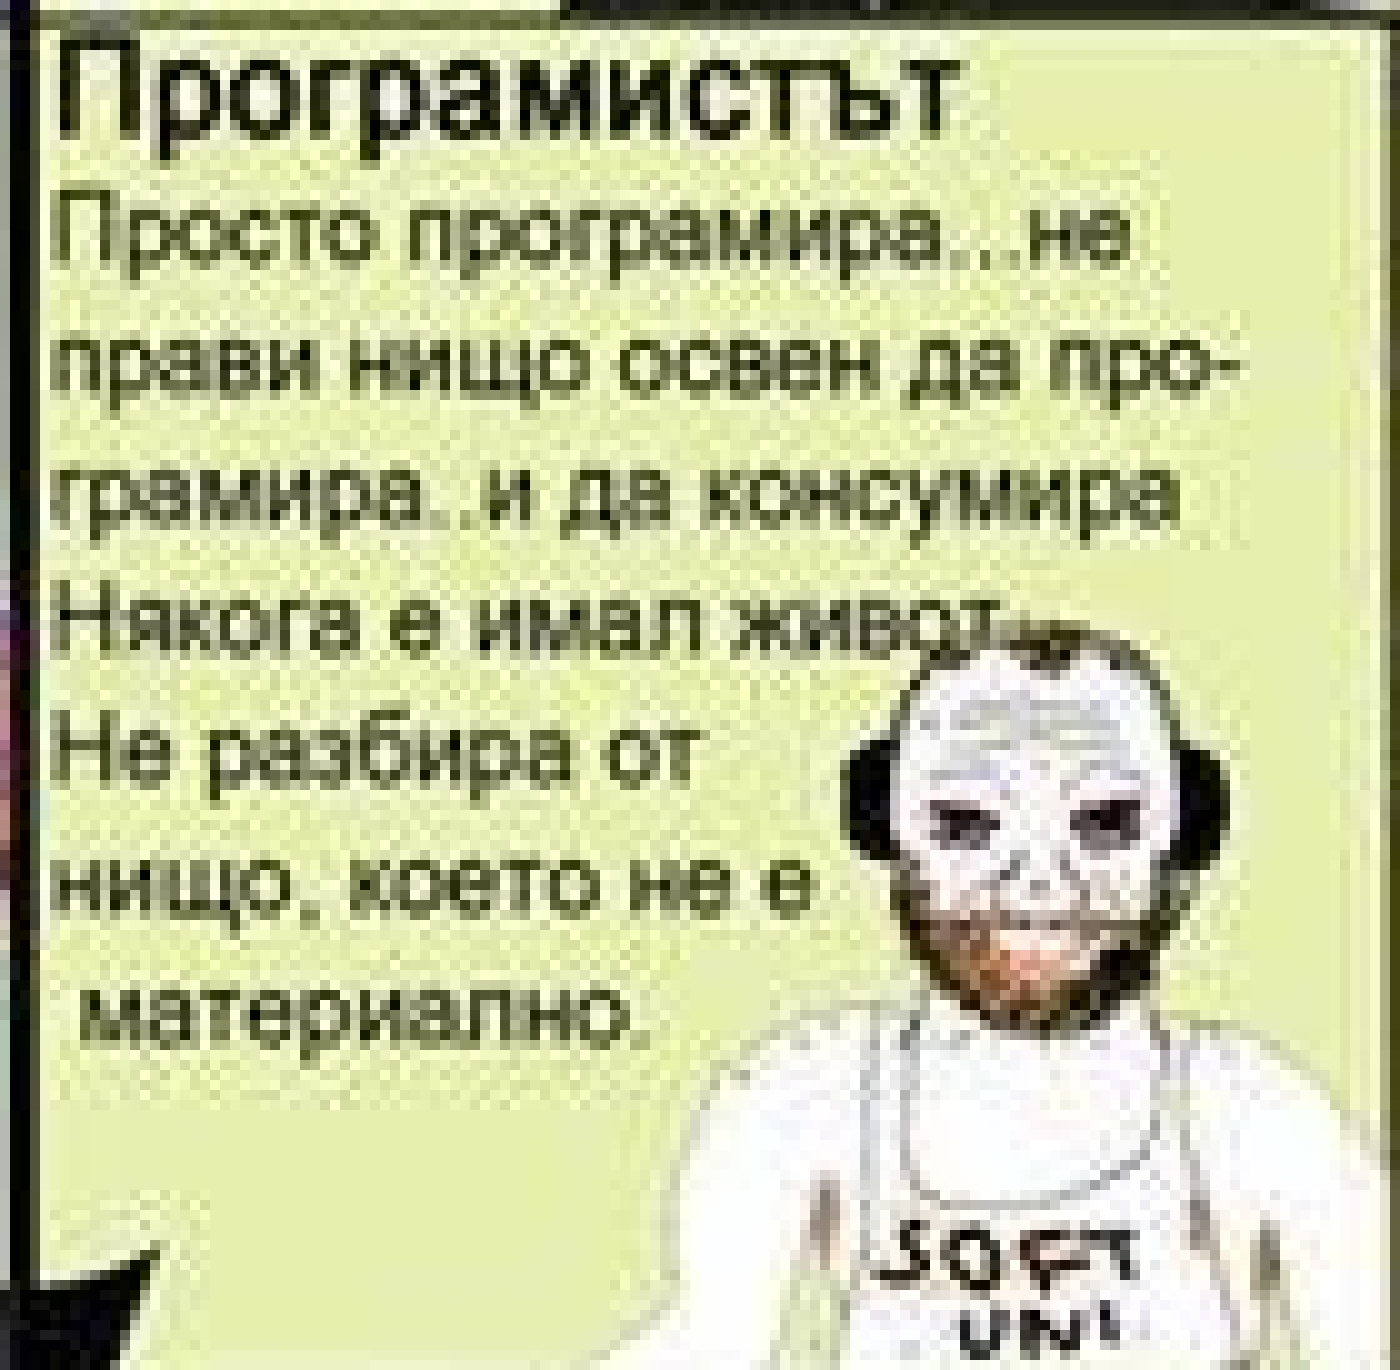 Програмистът
Просто програмира...не
прави нищо освен да про-
грамира..и да консумира
Някога е имал живот...
Не разбира от
нищо, което не е
материално.
SOFT
UNI